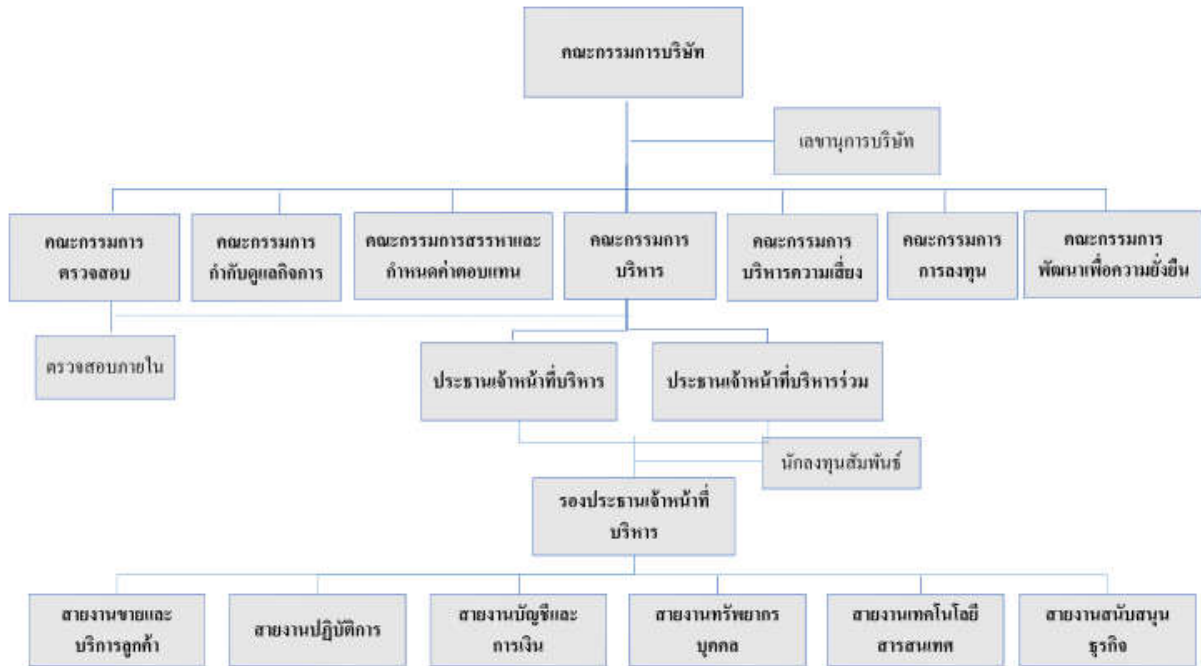 คณะกรรมการบริษัท
เลขานุการบริษัท
คณะกรรมการ
ตรวจสอบ
คณะกรรมการ
กำกับดูแลกิจการ
คณะกรรมการสรรหาและ
กำหนดค่าตอบแทน
คณะกรรมการ
บริหาร
คณะกรรมการ
บริหารความเสี่ยง
คณะกรรมการ
การลงทุน
คณะกรรมการ
พัฒนาเพื่อความยั่งยืน
ตรวจสอบภายใน
ประธานเจ้าหน้าที่บริหาร
ประธานเจ้าหน้าที่บริหารร่วม
นักลงทุนสัมพันธ์
รองประธานเจ้าหน้าที่
บริหาร
สายงานขายและ
บริการลูกค้า
สายงานปฏิบัติการ
สายงานบัญชีและ
การเงิน
สายงานทรัพยากร
บุคคล
สายงานเทคโนโลยี
สารสนเทศ
สายงานสนับสนุน
ธุรกิจ